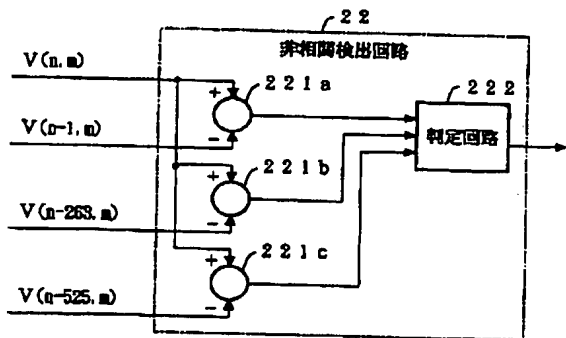 22
非相関検出回路
V(n.m)
+
221a
222
-
V(n-1.m)
判定回路
+
221b
-
V(n-263.m)
+
221c
-
V(n-525.m)